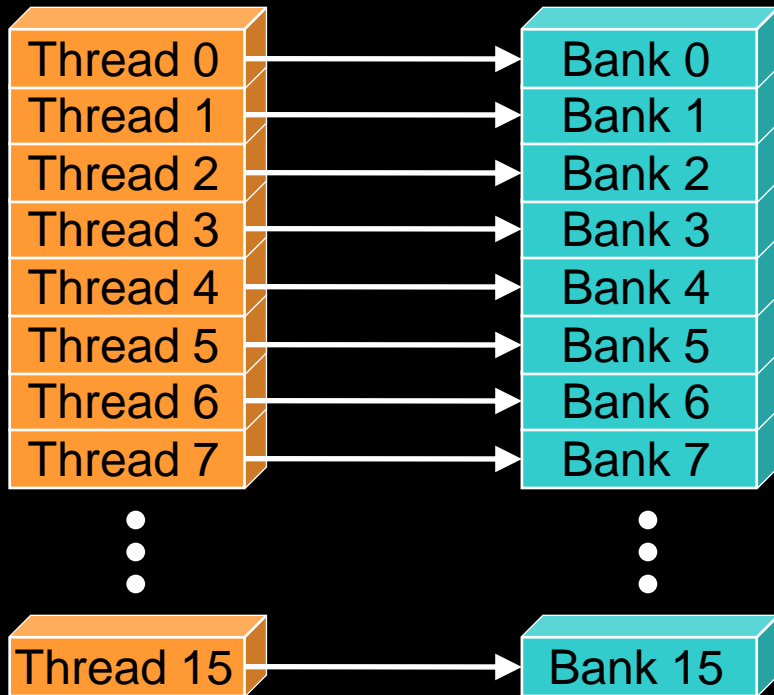 Thread 0 Bank 0
Thread 1 Bank 1
Thread 2 Bank 2
Thread 3 Bank 3
Thread 4 Bank 4
Thread 5 Bank 5
Thread 6 Bank 6
Thread 7 Bank 7
Thread 15 Bank 15